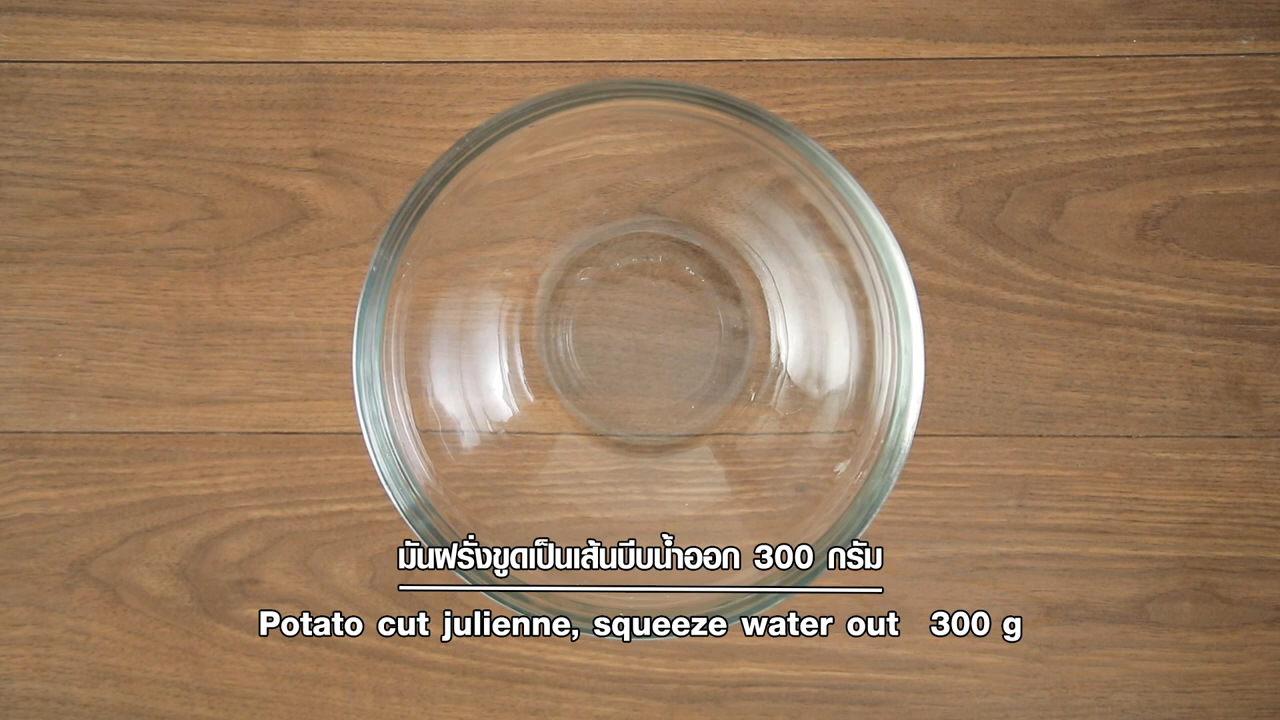 มันฝรั่งขูดเป็นเส้นบีบน้ำออก 300 กรัม
Potato cut julienne, squeeze water out 300 g